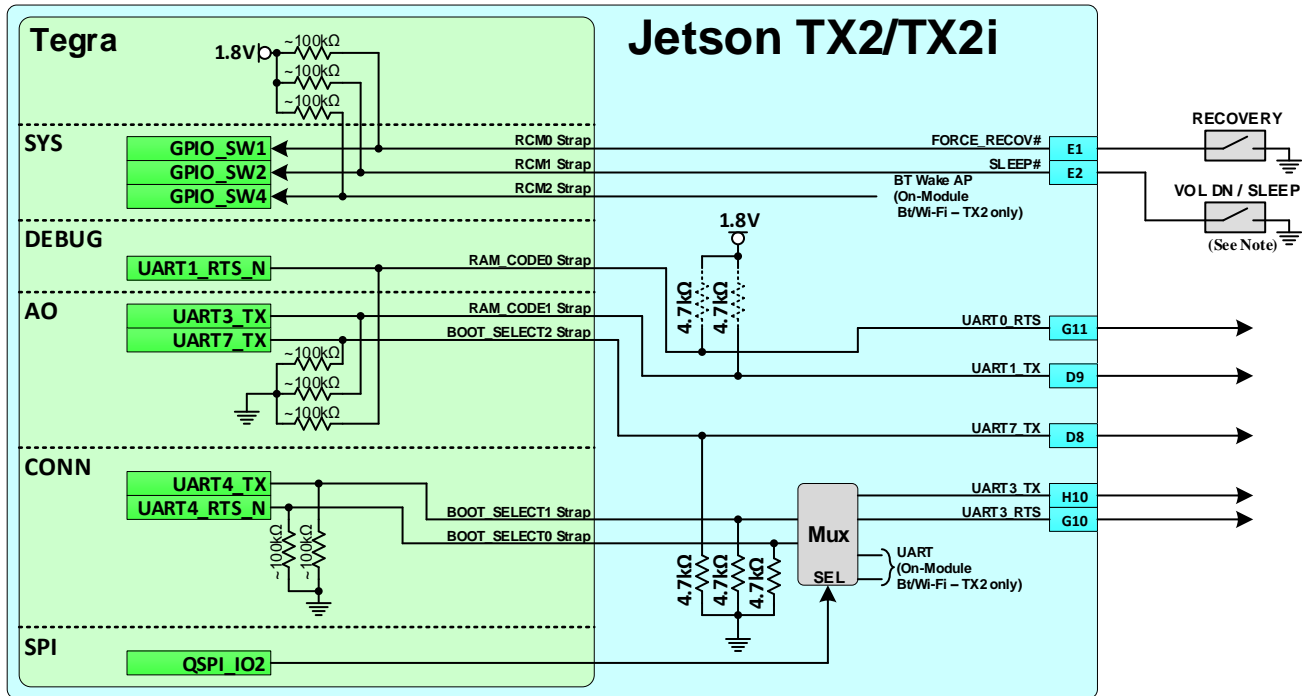 Tegra
Jetson TX2/TX2i
1.8V
~100kΩ
~100kΩ
~100kΩ
SYS
GPIO_SW1
RCM0 Strap
FORCE_RECOV#
E1
RECOVERY
GPIO_SW2
RCM1 Strap
SLEEP#
E2
GPIO_SW4
RCM2 Strap
BT Wake AP
(On-Module
Bt/Wi-Fi – TX2 only)
VOL DN / SLEEP
(See Note)
DEBUG
1.8V
UART1_RTS_N
RAM_CODE0 Strap
4.7kΩ
4.7kΩ
AO
UART3_TX
RAM_CODE1 Strap
UART0_RTS
G11
UART7_TX
BOOT_SELECT2 Strap
~100kΩ
~100kΩ
~100kΩ
UART1_TX
D9
UART7_TX
D8
CONN
UART4_TX
BOOT_SELECT1 Strap
UART4_RTS_N
BOOT_SELECT0 Strap
~100kΩ
~100kΩ
4.7kΩ
4.7kΩ
4.7kΩ
Mux
SEL
UART3_TX
H10
UART3_RTS
G10
UART
(On-Module
Bt/Wi-Fi – TX2 only)
SPI
QSPI_IO2